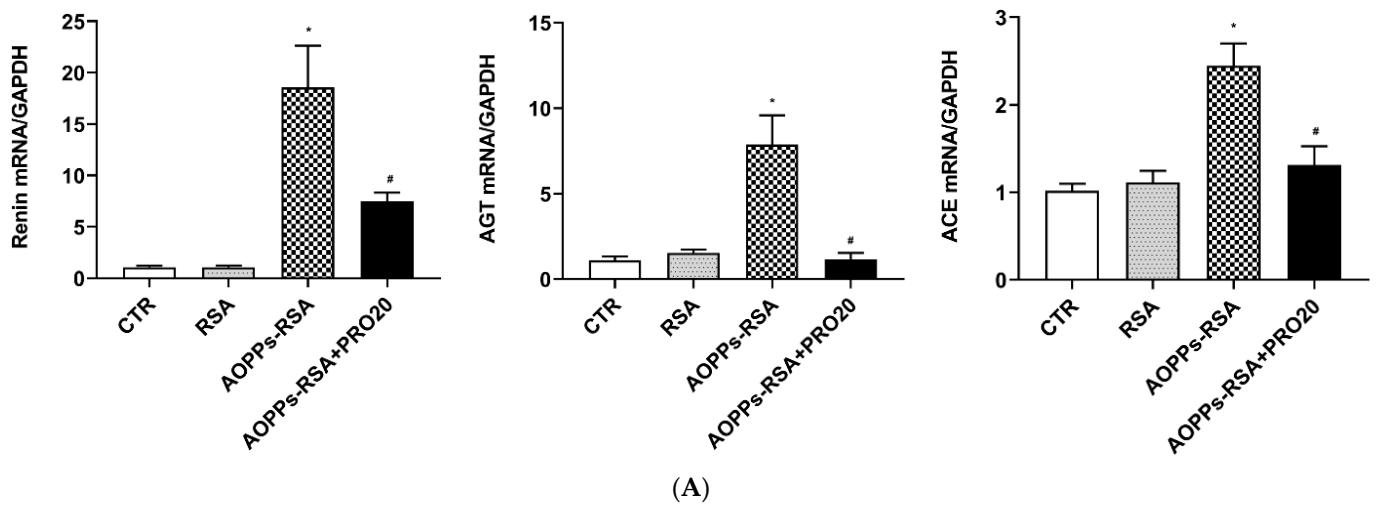 Renin mRNA/GAPDH
25
20
15
10
5
0
*
#
CTR
RSA
AOPPs-RSA
AOPPs-RSA+PRO20
AGT mRNA/GAPDH
15
10
5
0
*
#
CTR
RSA
AOPPs-RSA
AOPPs-RSA+PRO20
ACE mRNA/GAPDH
3
2
1
0
*
#
CTR
RSA
AOPPs-RSA
AOPPs-RSA+PRO20
(A)